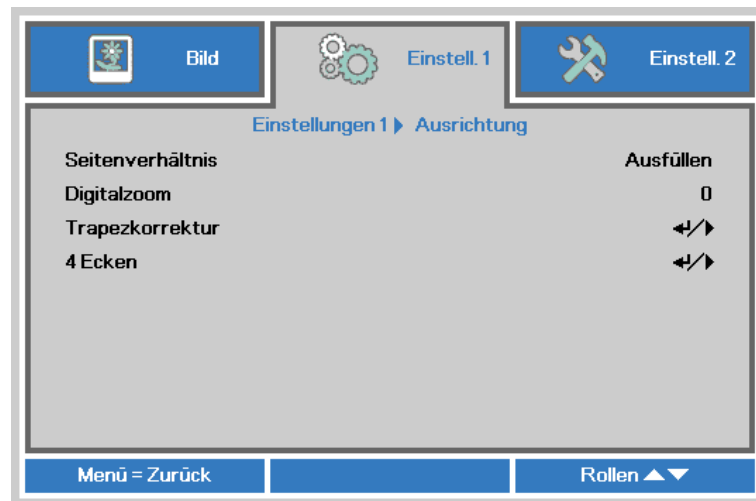 Bild
Einstell. 1
Einstell. 2
Einstellungen 1 ▶ Ausrichtung
Seitenverhältnis Ausfüllen
Digitalzoom 0
Trapezkorrektur ↵/▶
4 Ecken ↵/▶
Menü = Zurück
Rollen ▲▼